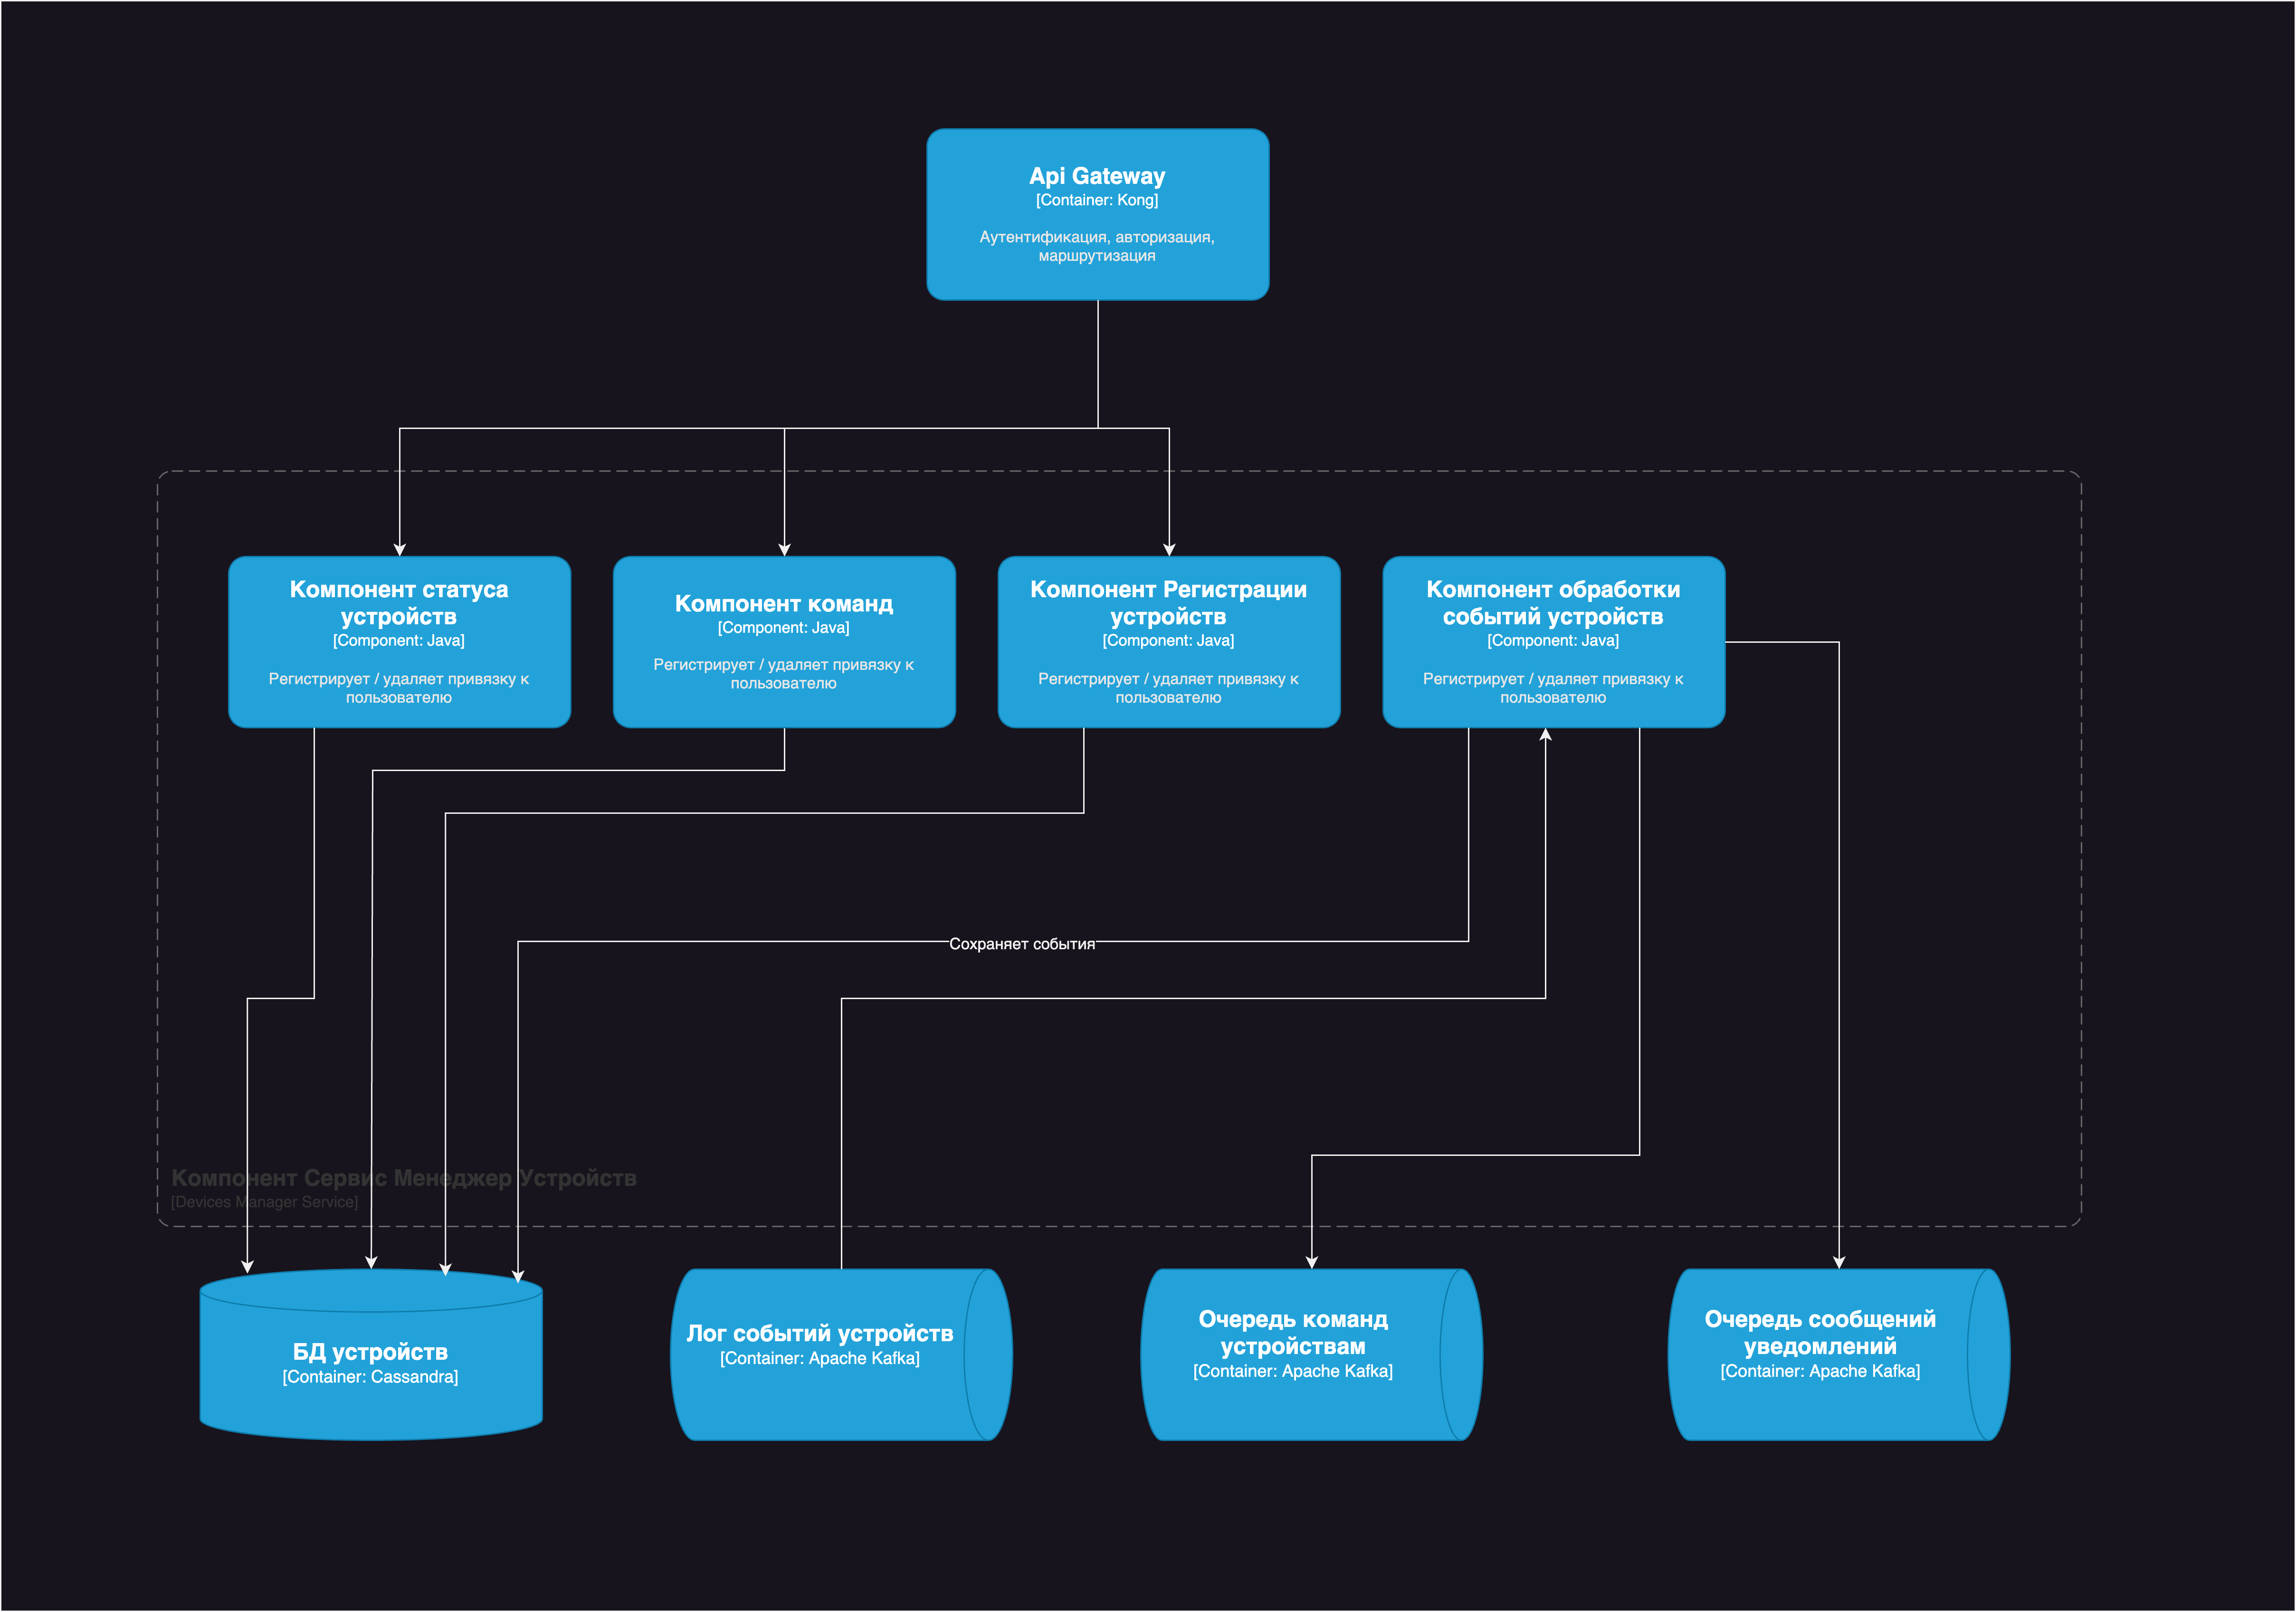 Api Gateway
[Container: Kong]
Аутентификация, авторизация,
маршрутизация
Компонент статуса
устройств
[Component: Java]
Регистрирует / удаляет привязку к
пользователю
Компонент команд
[Component: Java]
Регистрирует / удаляет привязку к
пользователю
Компонент Регистрации
устройств
[Component: Java]
Регистрирует / удаляет привязку к
пользователю
Компонент обработки
событий устройств
[Component: Java]
Регистрирует / удаляет привязку к
пользователю
Сохраняет события
Компонент Сервис Менеджер Устройств
[Devices Manager Service]
БД устройств
[Container: Cassandra]
Лог событий устройств
[Container: Apache Kafka]
Очередь команд
устройствам
[Container: Apache Kafka]
Очередь сообщений
уведомлений
[Container: Apache Kafka]